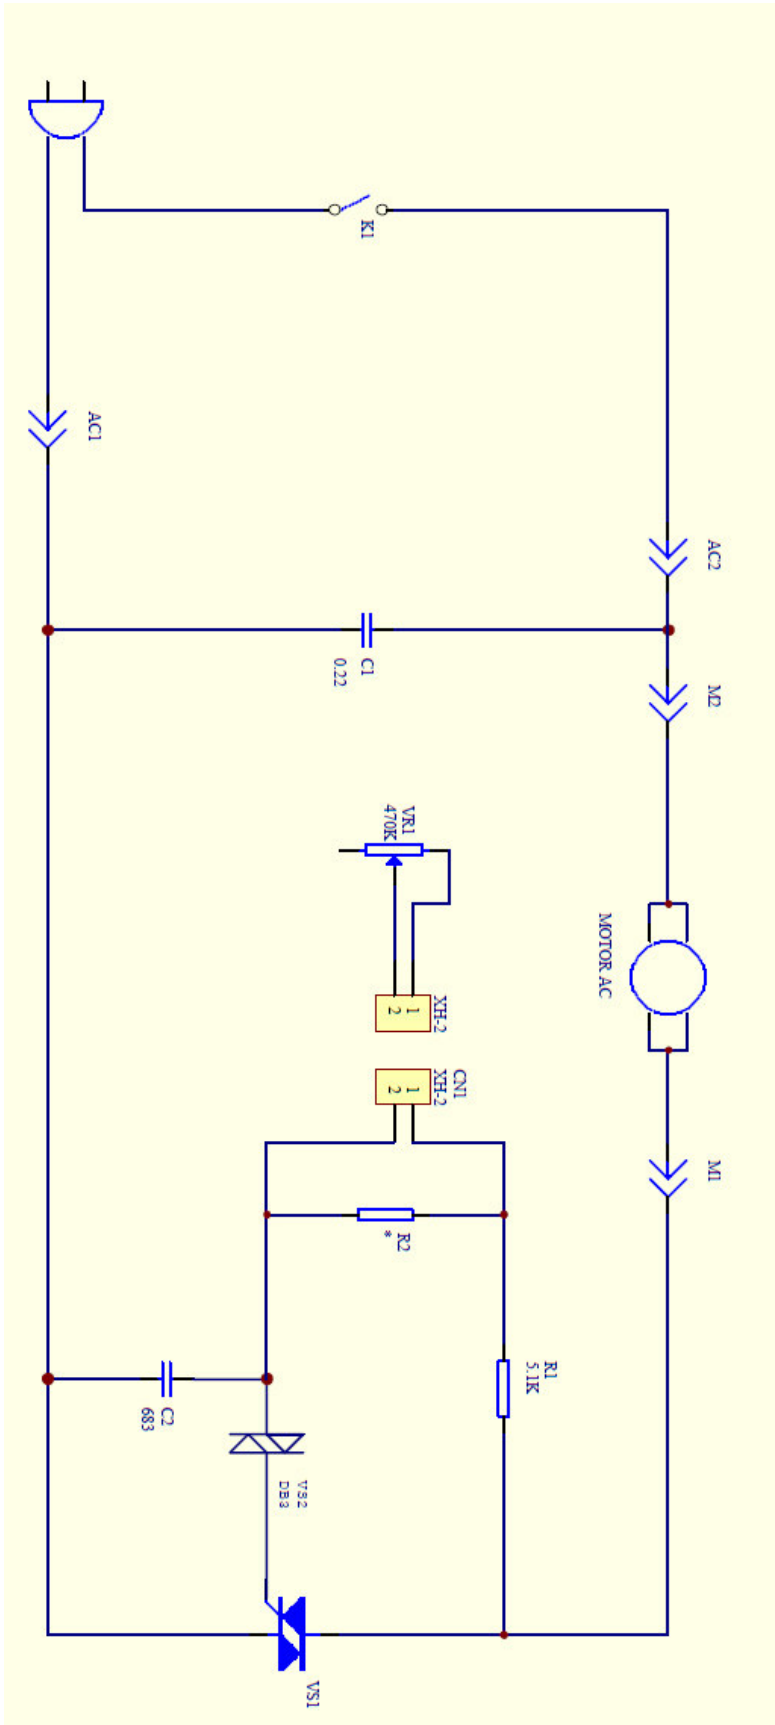 K1
AC1
AC2
C1
0.22
M2
VR1
470K
MOTOR AC
XH-2
1
2
CN1
XH-2
1
2
M1
R2
*
R1
5.1K
C2
683
VS2
DB3
VS1